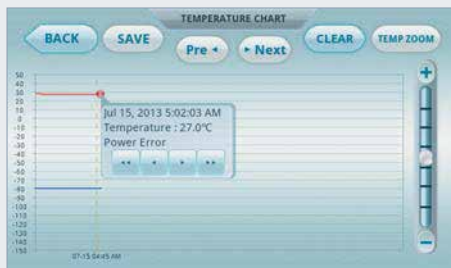 TEMPERATURE CHART
BACK
SAVE
Pre
Next
CLEAR
TEMP ZOOM
50
40
30
20
10
0
-10
-20
-30
-40
-50
-60
-70
-80
-90
-100
-110
-120
-130
-140
-150
Jul 15, 2013 5:02:03 AM
Temperature : 27.0℃
Power Error
+
−
07-15 04:45 AM